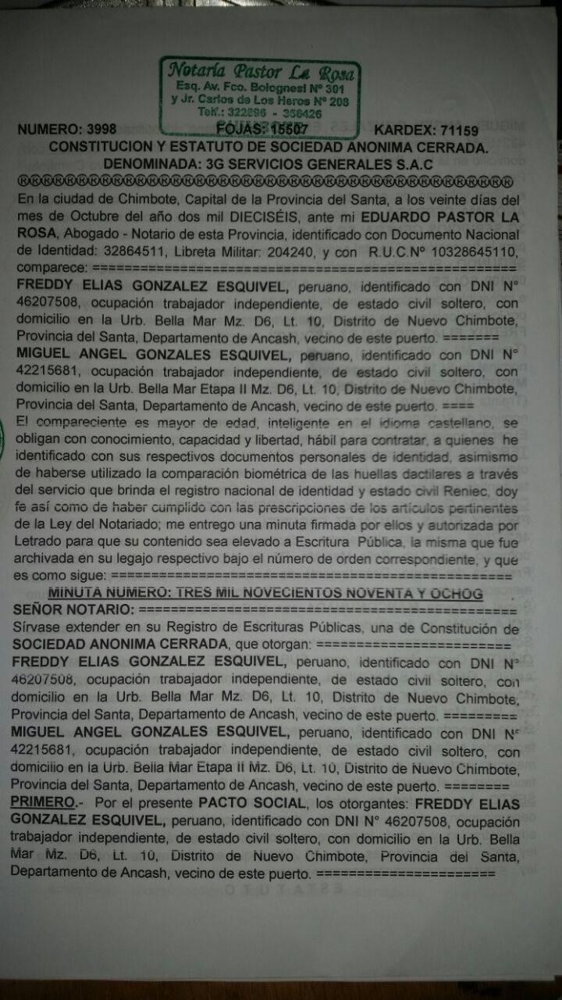 Notaría Pastor La Rosa
Esq. Av. Fco. Bolognesi Nº 391
y Jr. Carlos de Los Heros Nº 208
Telf.: 322896 - 358426
NUMERO: 3998 FOJAS: 15507 KARDEX: 71159
CONSTITUCION Y ESTATUTO DE SOCIEDAD ANONIMA CERRADA.
DENOMINADA: 3G SERVICIOS GENERALES S.A.C
®®®®®®®®®®®®®®®®®®®®®®®®®®®®®®®®®®®®®®®®®®
En la ciudad de Chimbote, Capital de la Provincia del Santa, a los veinte días del
mes de Octubre del año dos mil DIECISÉIS, ante mi EDUARDO PASTOR LA
ROSA, Abogado - Notario de esta Provincia, identificado con Documento Nacional
de Identidad: 32864511, Libreta Militar: 204240, y con R.U.C.Nº 10328645110,
comparece: =====================================================
FREDDY ELIAS GONZALEZ ESQUIVEL, peruano, identificado con DNI N°
46207508, ocupación trabajador independiente, de estado civil soltero, con
domicilio en la Urb. Bella Mar Mz. D6, Lt. 10, Distrito de Nuevo Chimbote,
Provincia del Santa, Departamento de Ancash, vecino de este puerto. =======
MIGUEL ANGEL GONZALES ESQUIVEL, peruano, identificado con DNI N°
42215681, ocupación trabajador independiente, de estado civil soltero, con
domicilio en la Urb. Bella Mar Etapa II Mz. D6, Lt. 10, Distrito de Nuevo Chimbote,
Provincia del Santa, Departamento de Ancash, vecino de este puerto. ====
El compareciente es mayor de edad, inteligente en el idioma castellano, se
obligan con conocimiento, capacidad y libertad, hábil para contratar, a quienes he
identificado con sus respectivos documentos personales de identidad, asimismo
de haberse utilizado la comparación biométrica de las huellas dactilares a través
del servicio que brinda el registro nacional de identidad y estado civil Reniec, doy
fe así como de haber cumplido con las prescripciones de los artículos pertinentes
de la Ley del Notariado; me entrego una minuta firmada por ellos y autorizada por
Letrado para que su contenido sea elevado a Escritura Pública, la misma que fue
archivada en su legajo respectivo bajo el número de orden correspondiente, y que
es como sigue: ==================================================
MINUTA NUMERO: TRES MIL NOVECIENTOS NOVENTA Y OCHOG
SEÑOR NOTARIO: ===============================================
Sírvase extender en su Registro de Escrituras Públicas, una de Constitución de
SOCIEDAD ANONIMA CERRADA, que otorgan: ========================
FREDDY ELIAS GONZALEZ ESQUIVEL, peruano, identificado con DNI N°
46207508, ocupación trabajador independiente, de estado civil soltero, con
domicilio en la Urb. Bella Mar Mz. D6, Lt. 10, Distrito de Nuevo Chimbote,
Provincia del Santa, Departamento de Ancash, vecino de este puerto. =========
MIGUEL ANGEL GONZALES ESQUIVEL, peruano, identificado con DNI N°
42215681, ocupación trabajador independiente, de estado civil soltero, con
domicilio en la Urb. Bella Mar Etapa II Mz. D6, Lt. 10, Distrito de Nuevo Chimbote,
Provincia del Santa, Departamento de Ancash, vecino de este puerto. ========
PRIMERO.- Por el presente PACTO SOCIAL, los otorgantes: FREDDY ELIAS
GONZALEZ ESQUIVEL, peruano, identificado con DNI N° 46207508, ocupación
trabajador independiente, de estado civil soltero, con domicilio en la Urb. Bella
Mar Mz. D6, Lt. 10, Distrito de Nuevo Chimbote, Provincia del Santa,
Departamento de Ancash, vecino de este puerto. ======================